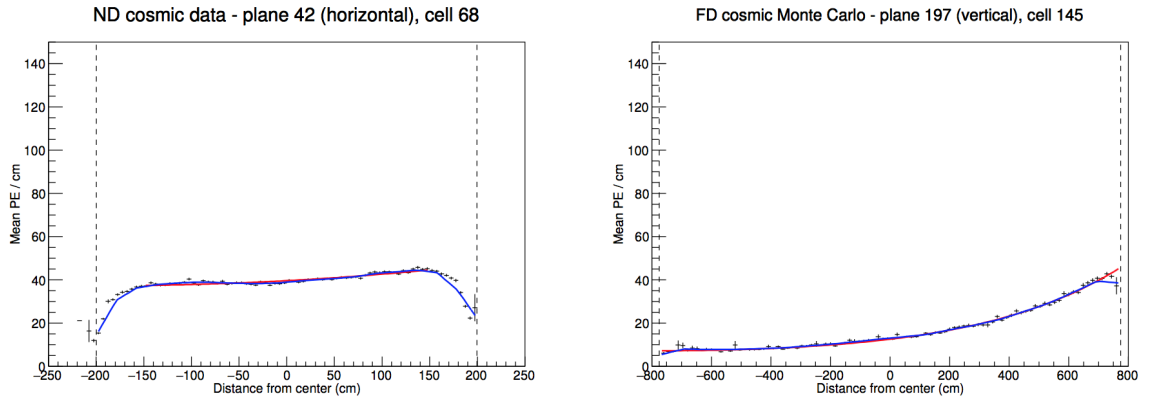 ND cosmic data - plane 42 (horizontal), cell 68
Mean PE / cm
140
120
100
80
60
40
20
0
−250 −200 −150 −100 −50 0 50 100 150 200 250
Distance from center (cm)
FD cosmic Monte Carlo - plane 197 (vertical), cell 145
Mean PE / cm
140
120
100
80
60
40
20
0
−800 −600 −400 −200 0 200 400 600 800
Distance from center (cm)